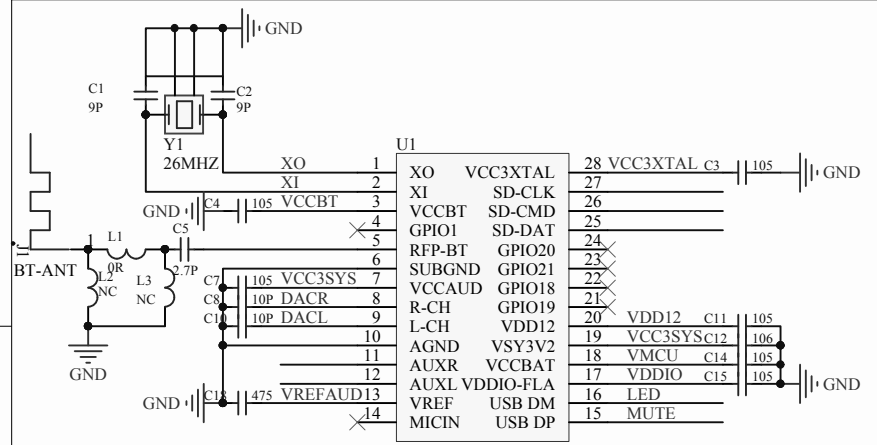 GND
C1
9P
C2
9P
Y1
26MHZ
U1
XO 1 XO VCC3XTAL 28 VCC3XTAL C3 105 GND
XI 2 XI SD-CLK 27
GND C4 105 VCCBT 3 VCCBT SD-CMD 26
4 GPIO1 SD-DAT 25
J1 BT-ANT 1 L1 0R C5 2.7P 5 RFP-BT GPIO20 24
L2 NC L3 NC
6 SUBGND GPIO21 23
C7 105 VCC3SYS 7 VCCAUD GPIO18 22
C8 10P DACR 8 R-CH GPIO19 21
C10 10P DACL 9 L-CH VDD12 20 VDD12 C11 105
10 AGND VSY3V2 19 VCC3SYS C12 106
11 AUXR VCCBAT 18 VMCU C14 105
GND
12 AUXL VDDIO-FLA 17 VDDIO C15 105 GND
GND 475 VREFAUD 13 VREF USB DM 16 LED
14 MICIN USB DP 15 MUTE